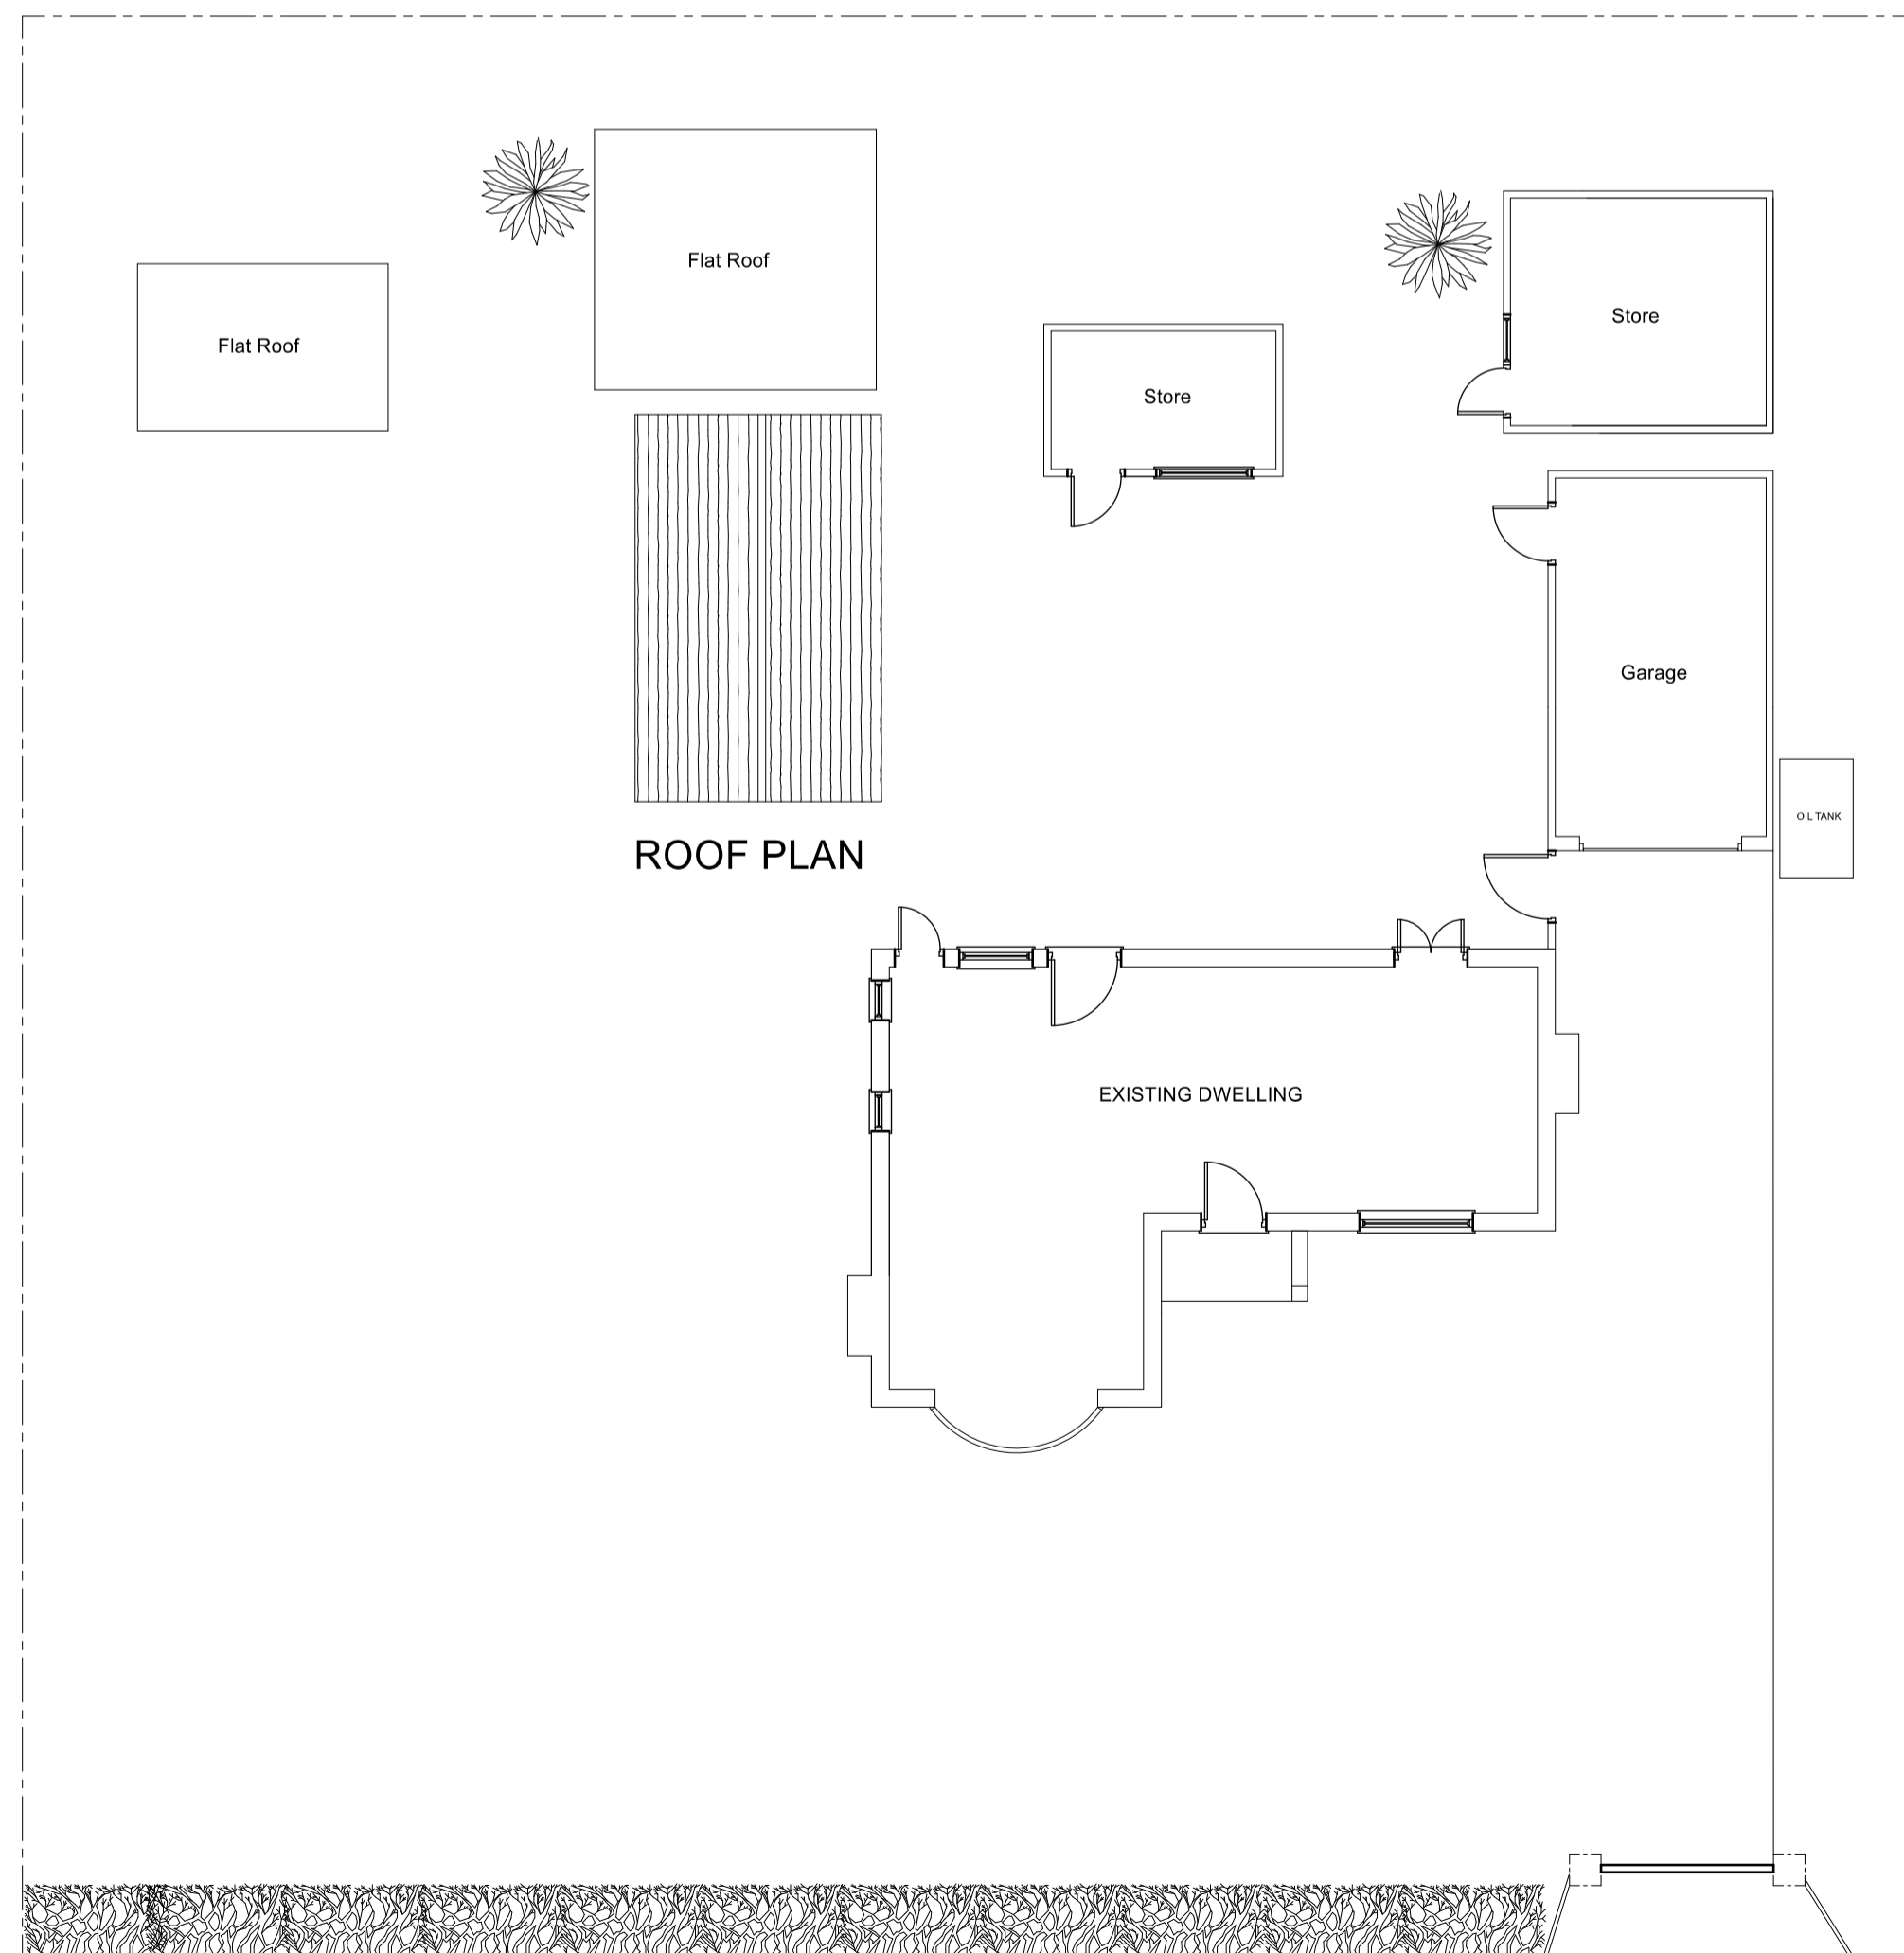 Flat Roof
Flat Roof
Store
Store
Garage
OIL TANK
ROOF PLAN
EXISTING DWELLING